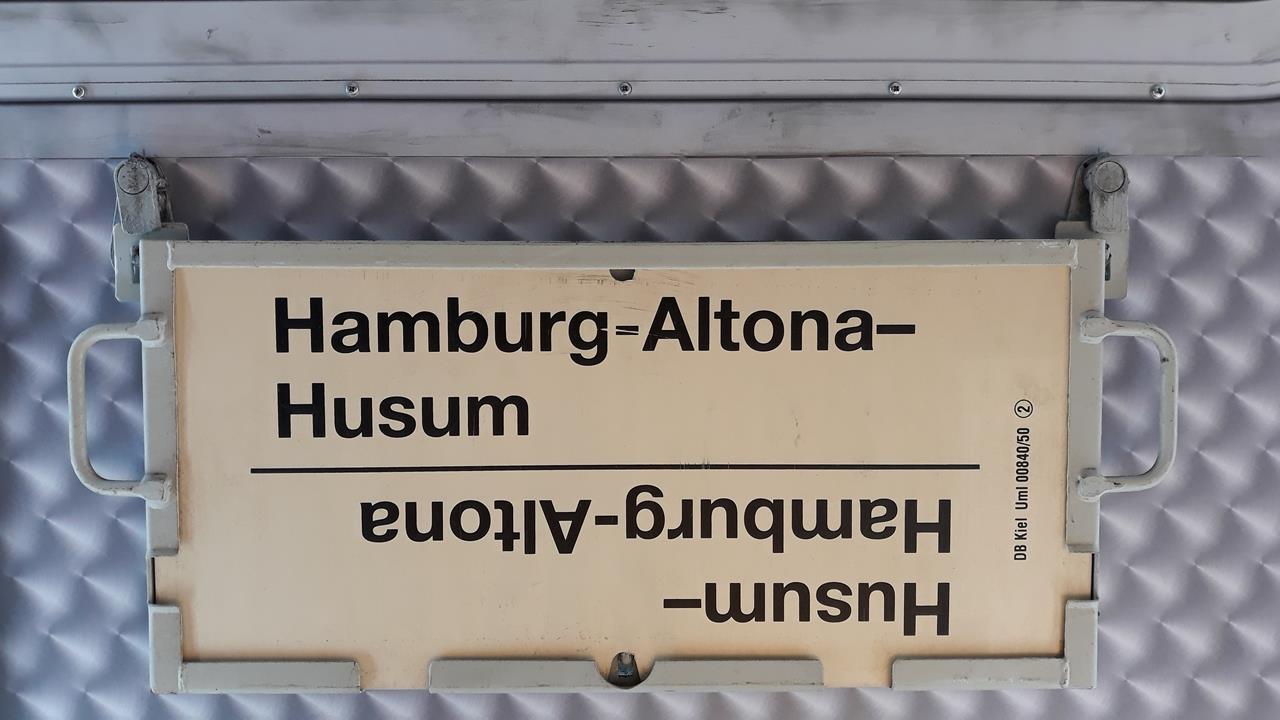 Hamburg-Altona–
Husum
Husum–
Hamburg-Altona
DB Kiel Uml 00840/50 ②